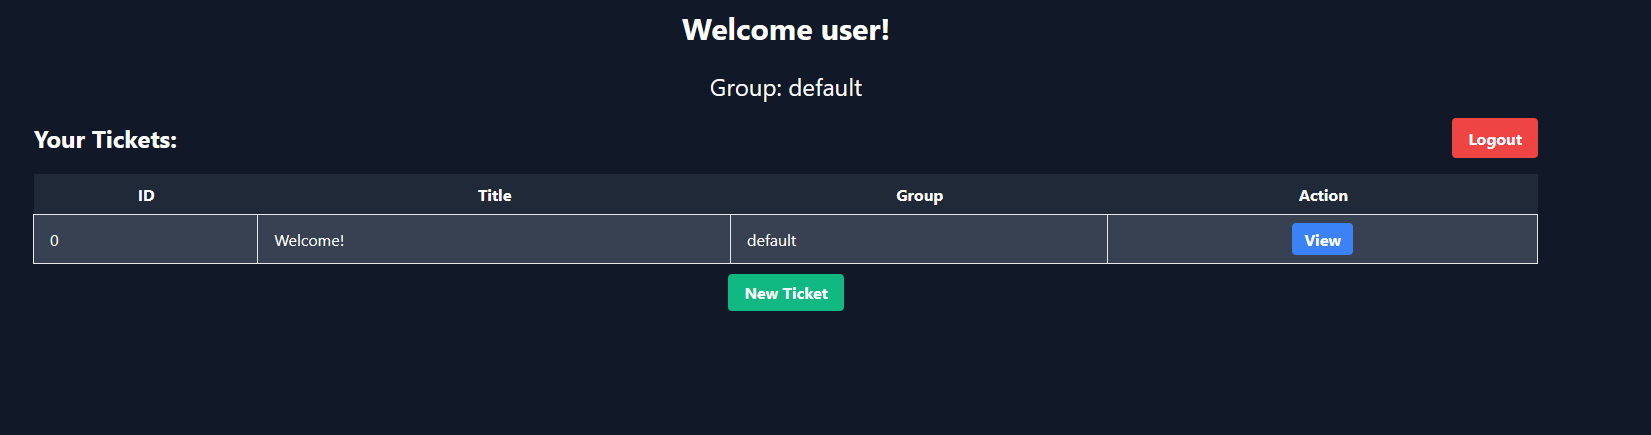 Welcome user!
Group: default
Your Tickets:
Logout
ID Title Group Action
0 Welcome! default View
New Ticket